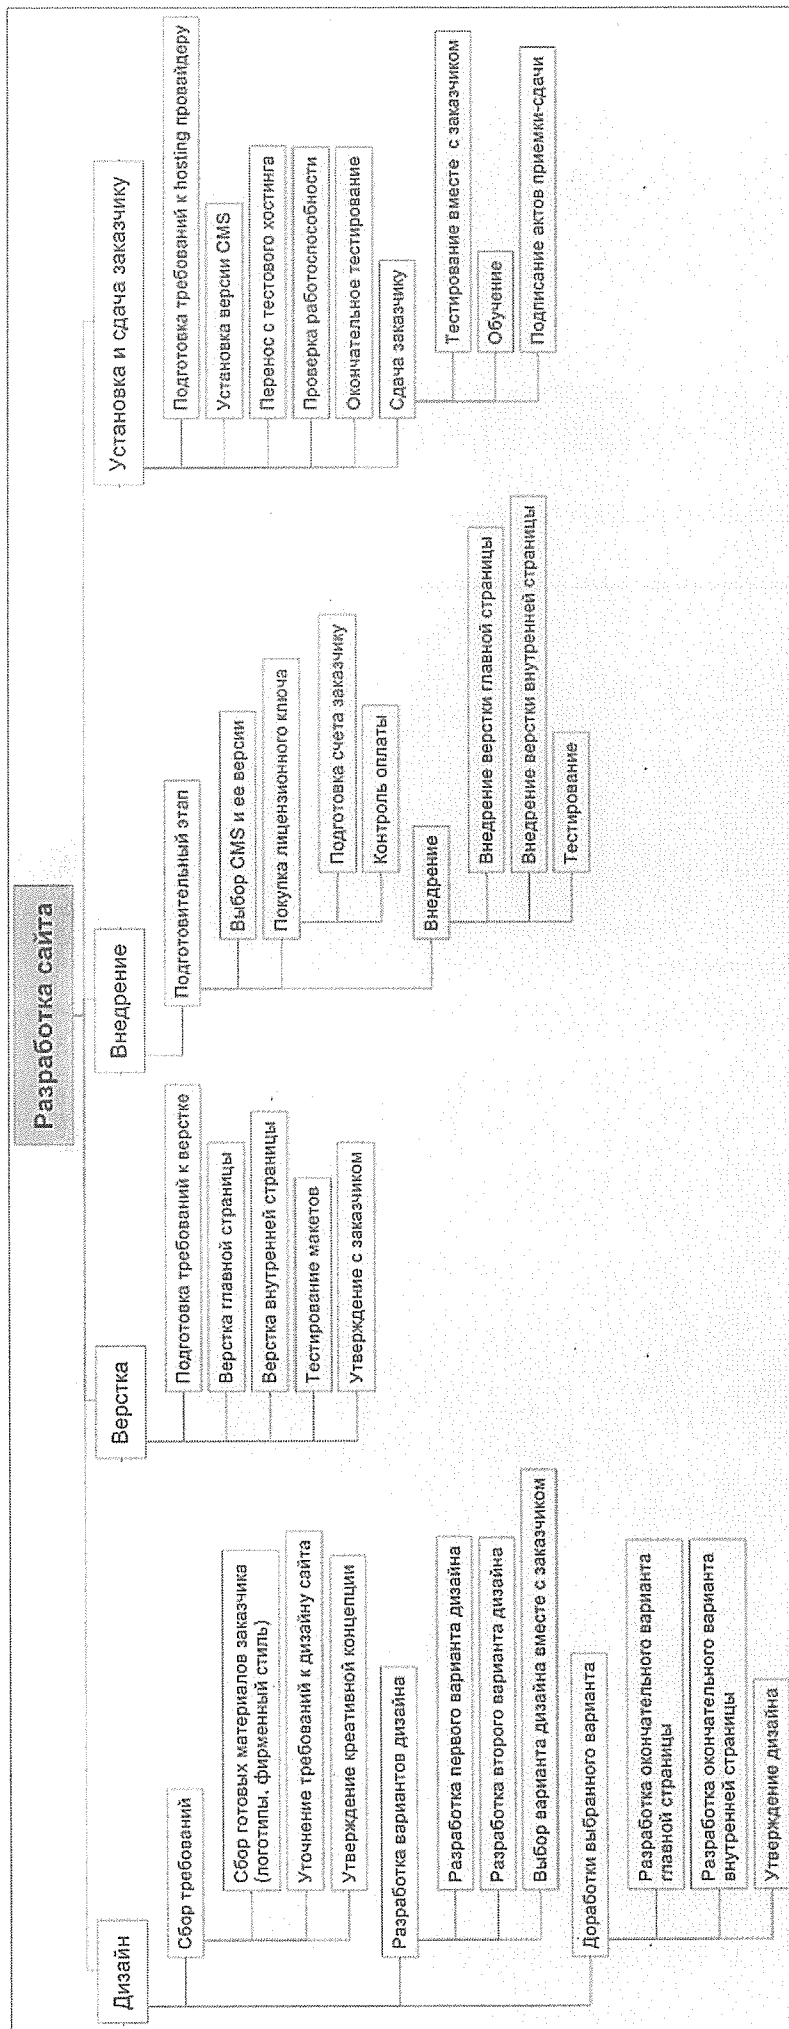 Разработка сайта
Дизайн
Сбор требований
Сбор готовых материалов заказчика
(логотипы, фирменный стиль)
Уточнение требований к дизайну сайта
Утверждение креативной концепции
Разработка вариантов дизайна
Разработка первого варианта дизайна
Разработка второго варианта дизайна
Выбор варианта дизайна вместе с заказчиком
Доработки выбранного варианта
Разработка окончательного варианта
главной страницы
Разработка окончательного варианта
внутренней страницы
Утверждение дизайна
Верстка
Подготовка требований к верстке
Верстка главной страницы
Верстка внутренней страницы
Тестирование макетов
Утверждение с заказчиком
Внедрение
Подготовительный этап
Выбор CMS и ее версии
Покупка лицензионного ключа
Подготовка счета заказчику
Контроль оплаты
Внедрение
Внедрение верстки главной страницы
Внедрение верстки внутренней страницы
Тестирование
Установка и сдача заказчику
Подготовка требований к hosting провайдеру
Установка версии CMS
Перенос с тестового хостинга
Проверка работоспособности
Окончательное тестирование
Сдача заказчику
Тестирование вместе с заказчиком
Обучение
Подписание актов приемки-сдачи